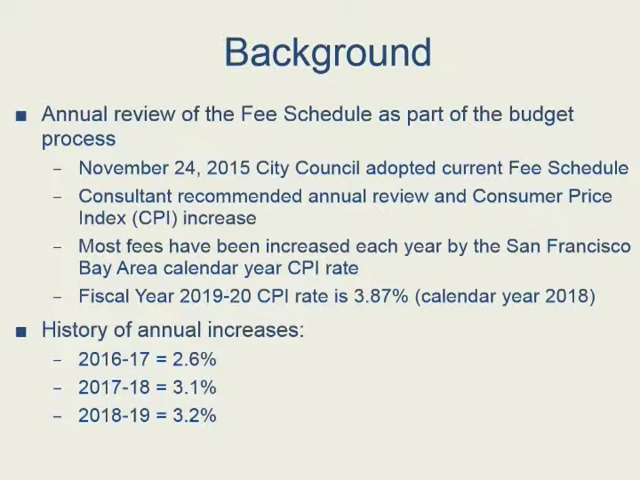 Background
■ Annual review of the Fee Schedule as part of the budget
process
– November 24, 2015 City Council adopted current Fee Schedule
– Consultant recommended annual review and Consumer Price
Index (CPI) increase
– Most fees have been increased each year by the San Francisco
Bay Area calendar year CPI rate
– Fiscal Year 2019-20 CPI rate is 3.87% (calendar year 2018)
■ History of annual increases:
– 2016-17 = 2.6%
– 2017-18 = 3.1%
– 2018-19 = 3.2%